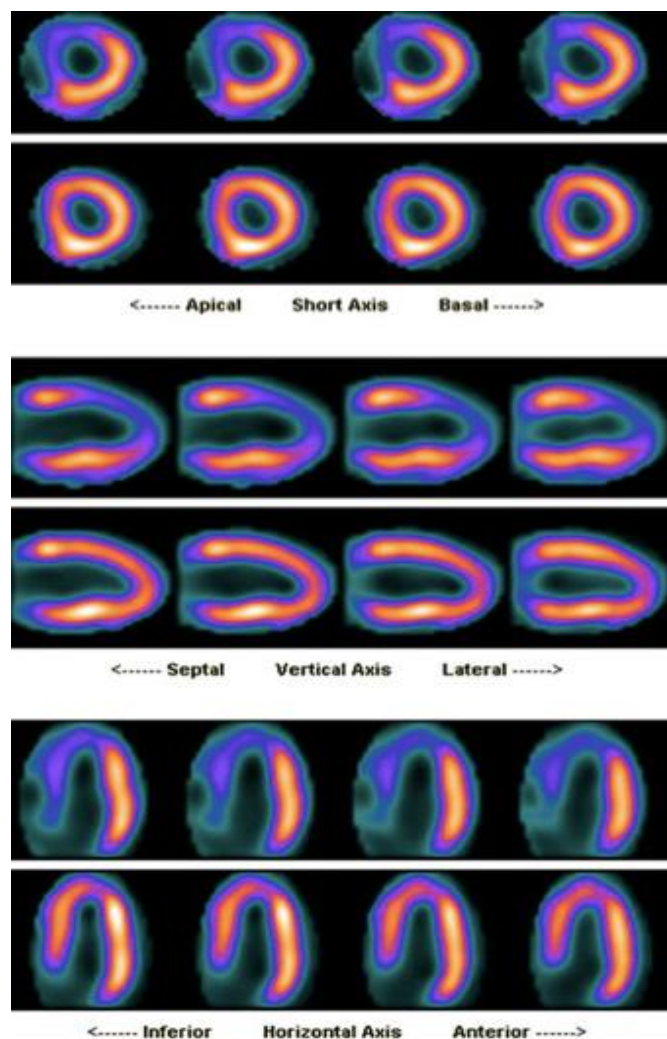 <------ Apical Short Axis Basal ------>
<------ Septal Vertical Axis Lateral ------>
<------ Inferior Horizontal Axis Anterior ------>